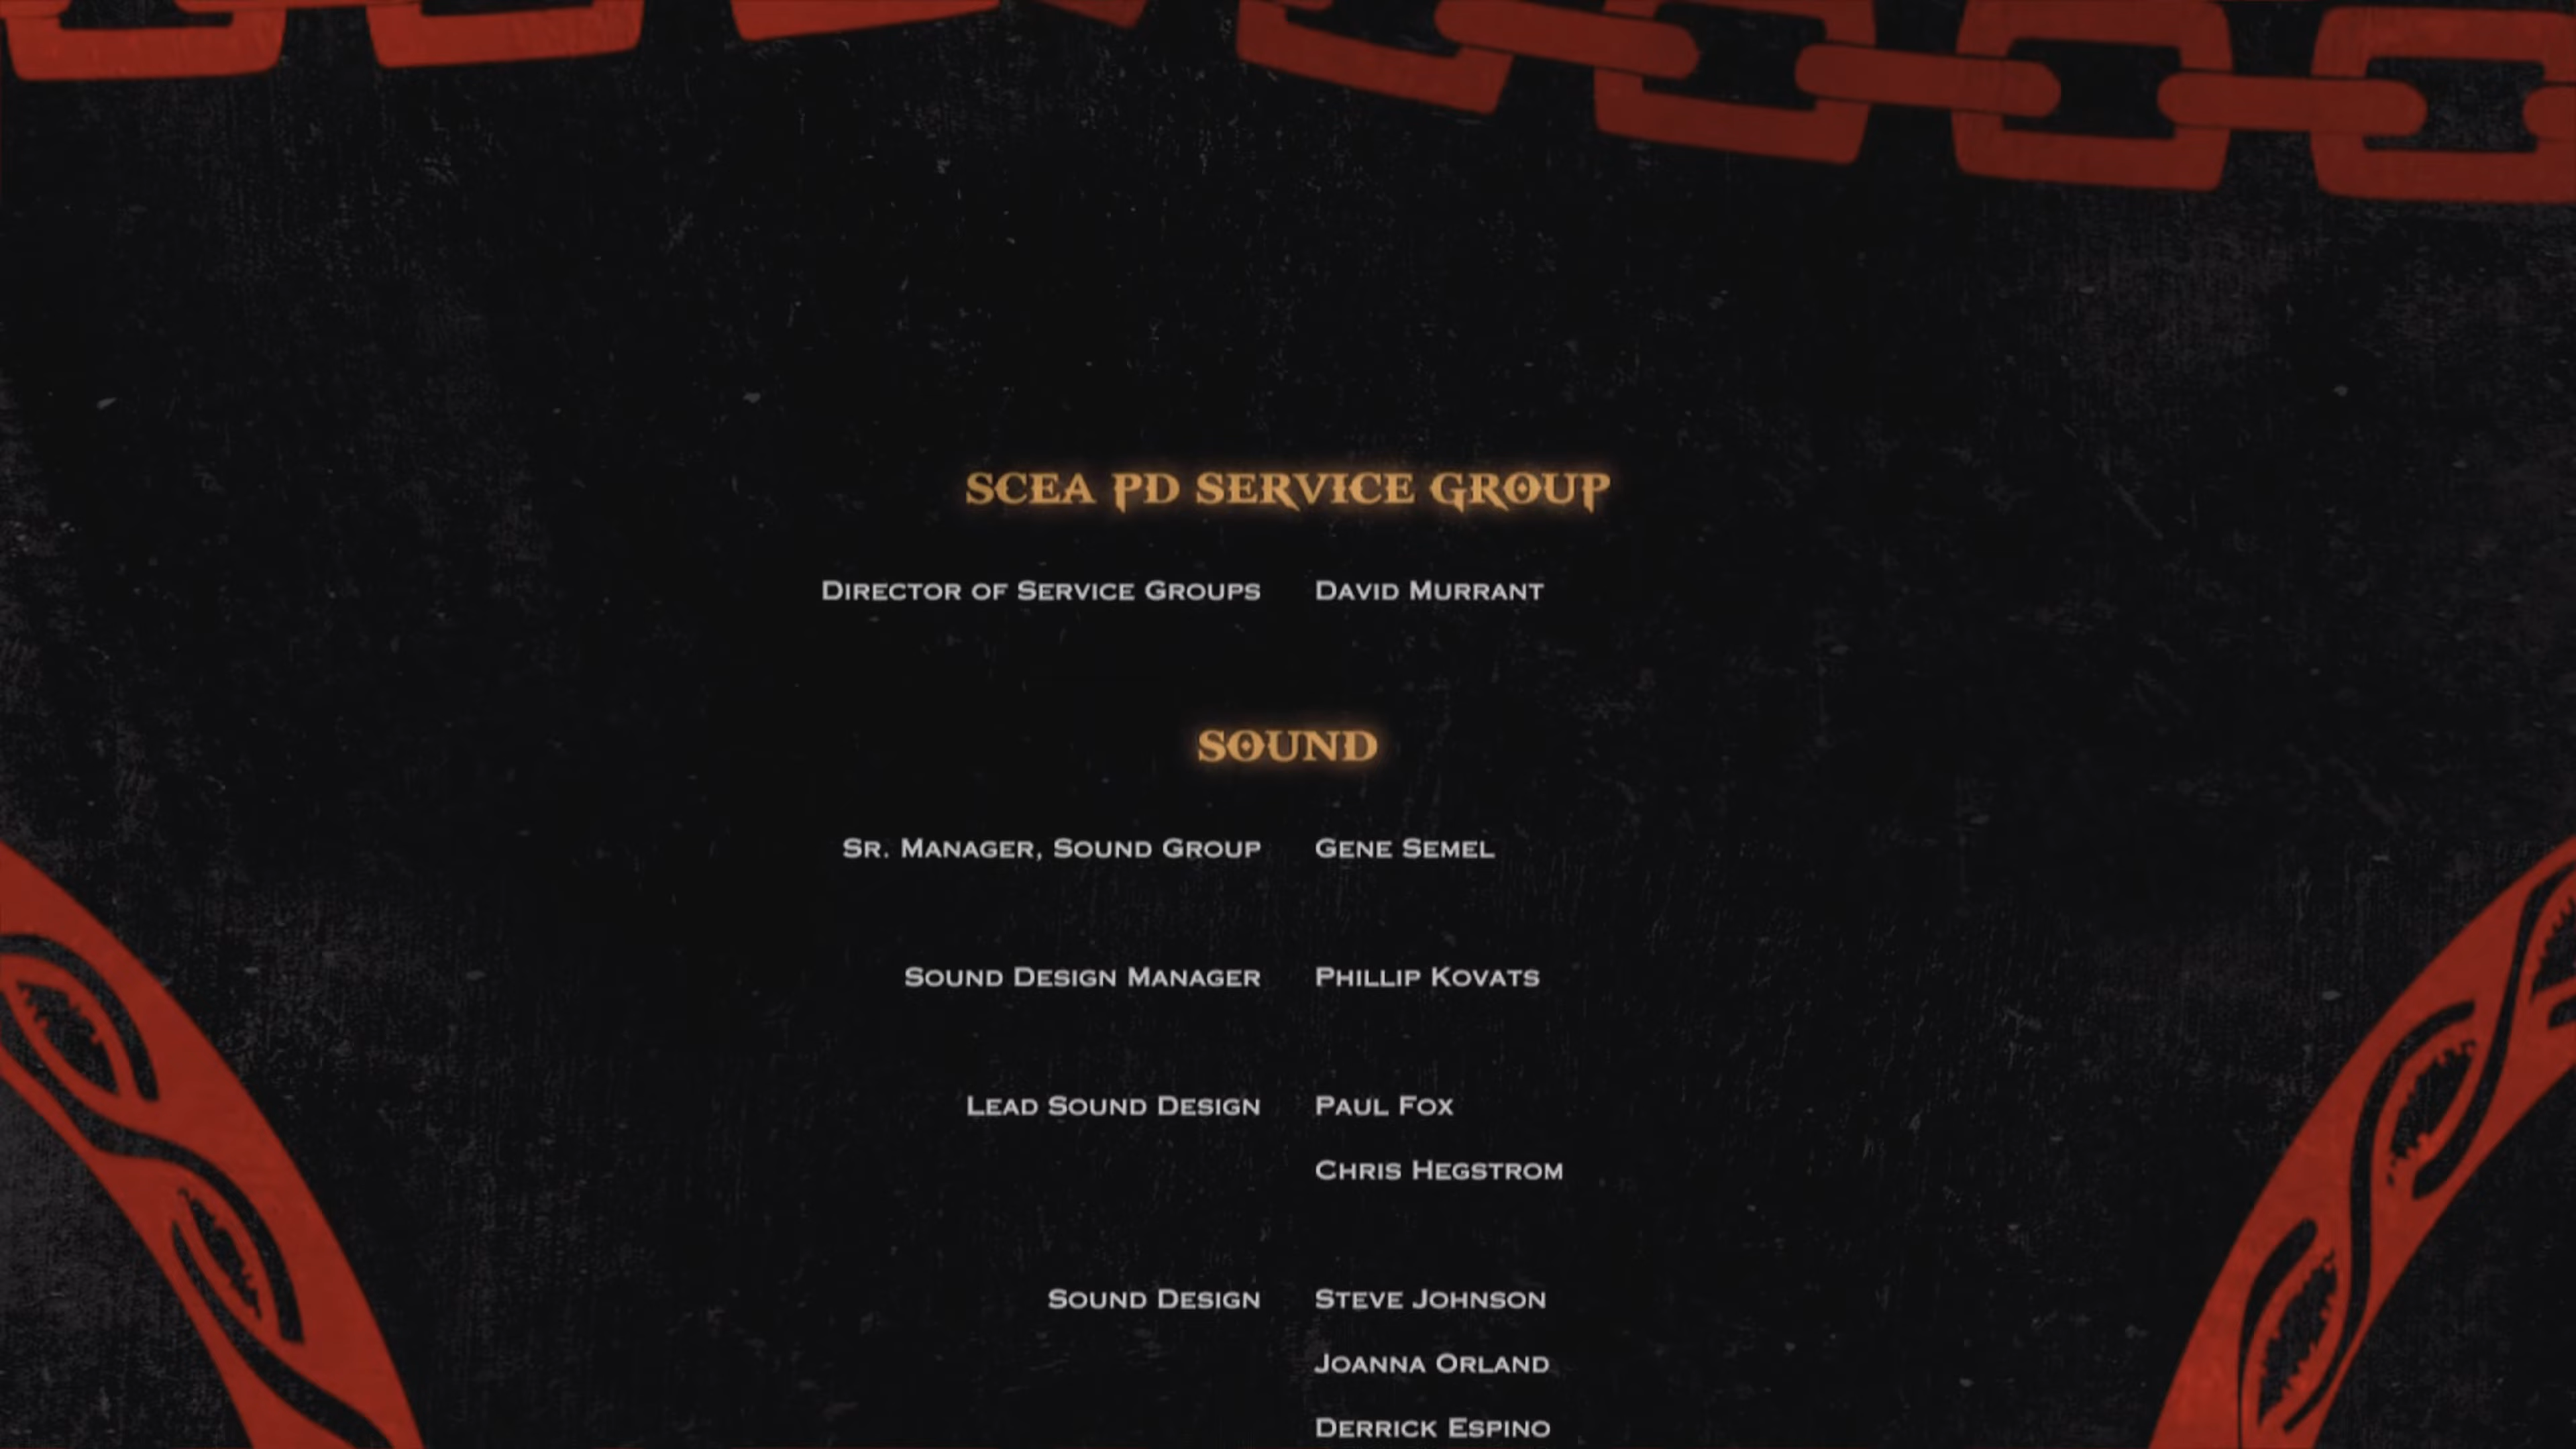 SCEA PD SERVICE GROUP
DIRECTOR OF SERVICE GROUPS DAVID MURRANT
SOUND
SR. MANAGER, SOUND GROUP GENE SEMEL
SOUND DESIGN MANAGER PHILLIP KOVATS
LEAD SOUND DESIGN PAUL FOX
CHRIS HEGSTROM
SOUND DESIGN STEVE JOHNSON
JOANNA ORLAND
DERRICK ESPINO